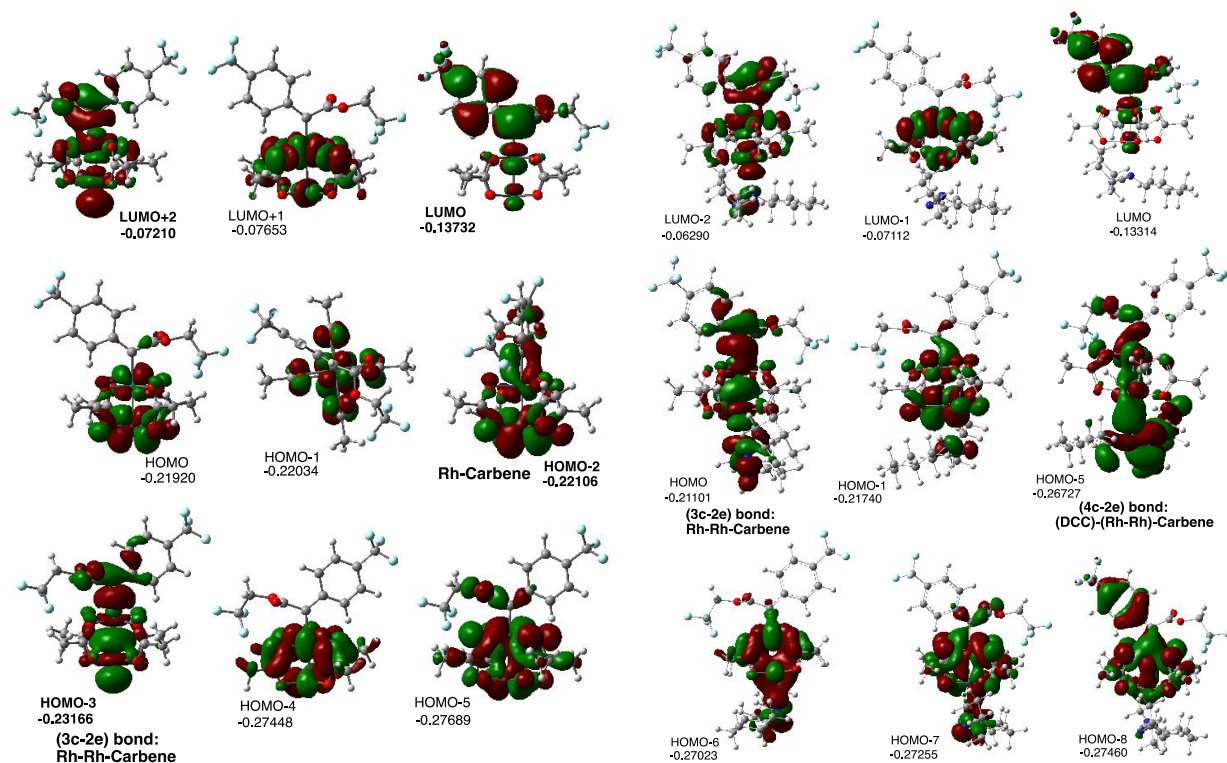 LUMO+2
-0.07210
LUMO+1
-0.07653
LUMO
-0.13732
LUMO-2
-0.06290
LUMO-1
-0.07112
LUMO
-0.13314
HOMO
-0.21920
HOMO-1
-0.22034
Rh-Carbene
HOMO-2
-0.22106
HOMO
-0.21101
(3c-2e) bond:
Rh-Rh-Carbene
HOMO-1
-0.21740
HOMO-5
-0.26727
(4c-2e) bond:
(DCC)-(Rh-Rh)-Carbene
HOMO-3
-0.23166
(3c-2e) bond:
Rh-Rh-Carbene
HOMO-4
-0.27448
HOMO-5
-0.27689
HOMO-6
-0.27023
HOMO-7
-0.27255
HOMO-8
-0.27460